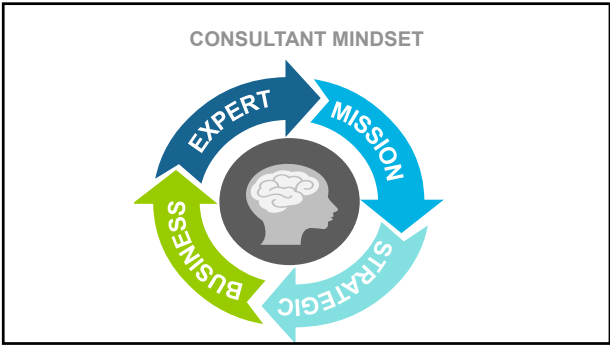 CONSULTANT MINDSET
EXPERT
MISSION
STRATEGIC
BUSINESS